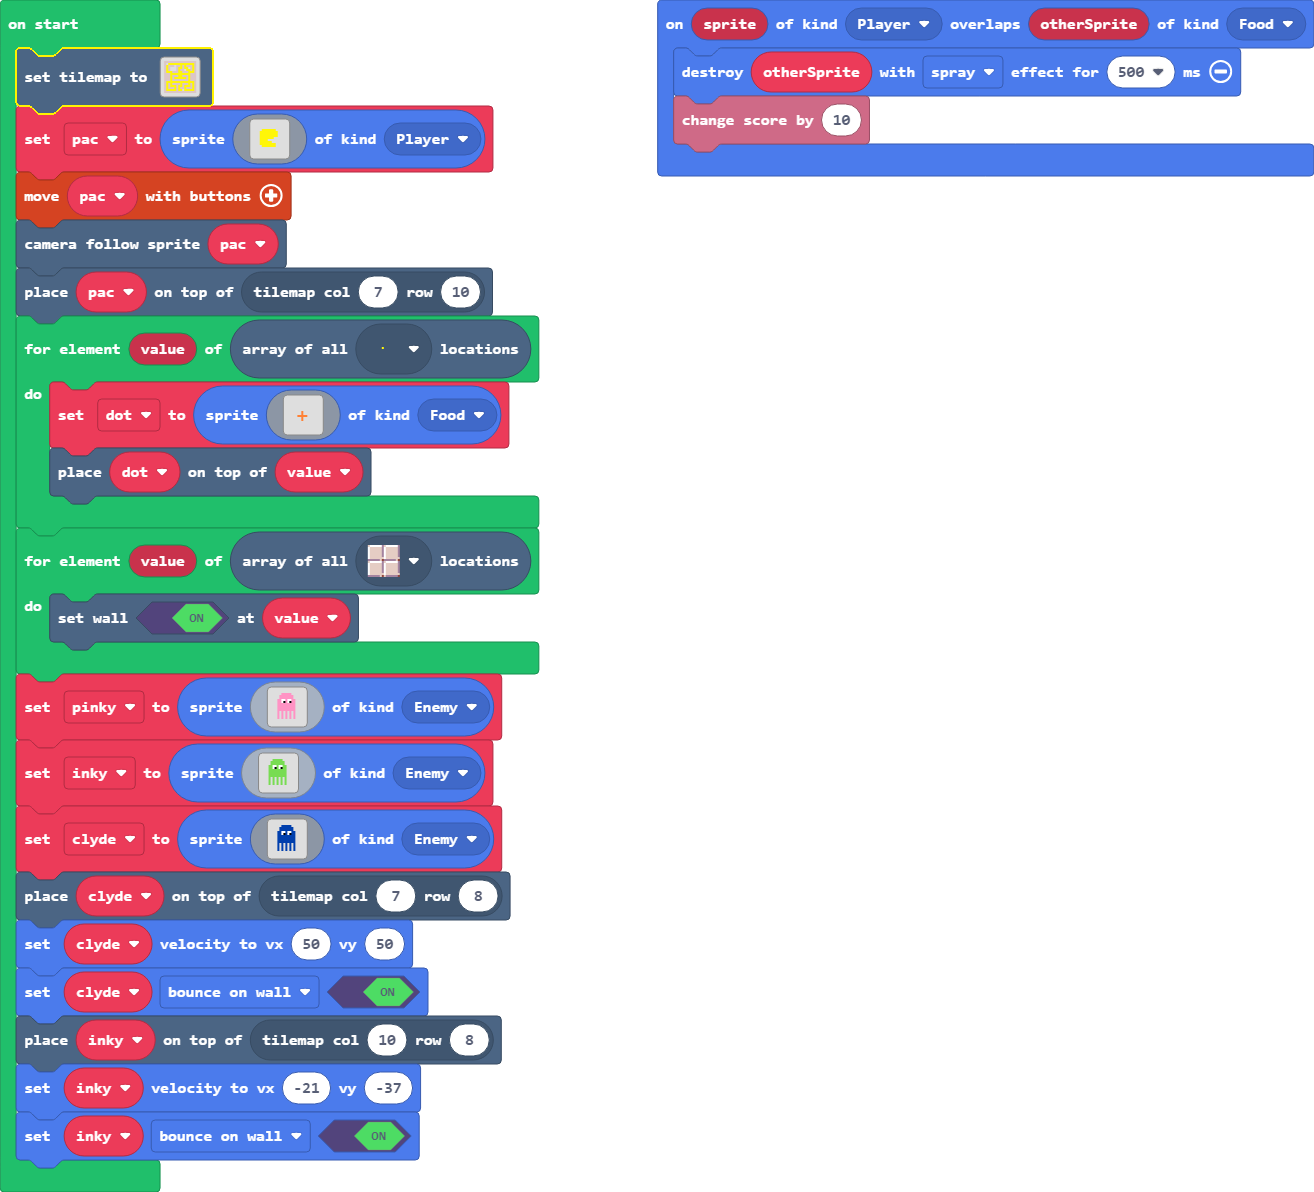 on start
set tilemap to
set pac to sprite of kind Player
move pac with buttons
camera follow sprite pac
place pac on top of tilemap col 7 row 10
for element value of array of all locations
do
set dot to sprite of kind Food
place dot on top of value
for element value of array of all locations
do
set wall ON at value
set pinky to sprite of kind Enemy
set inky to sprite of kind Enemy
set clyde to sprite of kind Enemy
place clyde on top of tilemap col 7 row 8
set clyde velocity to vx 50 vy 50
set clyde bounce on wall ON
place inky on top of tilemap col 10 row 8
set inky velocity to vx -21 vy -37
set inky bounce on wall ON
on sprite of kind Player overlaps otherSprite of kind Food
destroy otherSprite with spray effect for 500 ms
change score by 10